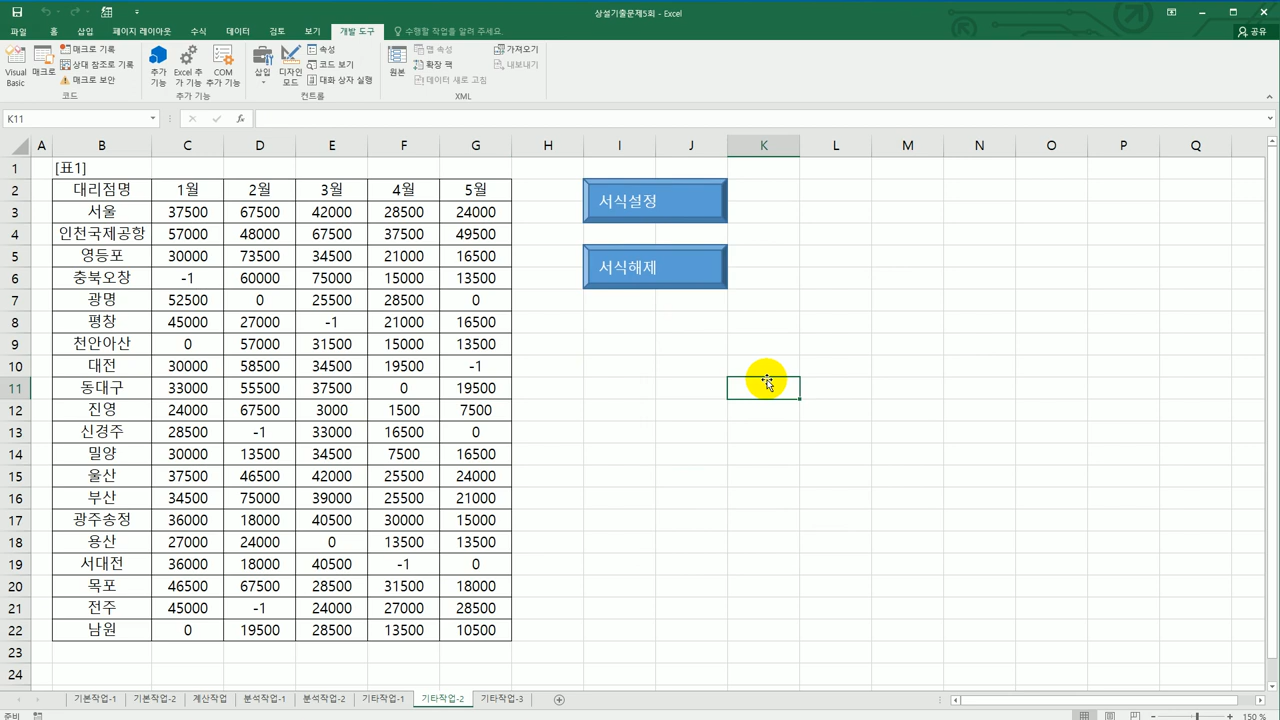 상설기출문제5회 - Excel
파일 홈 삽입 페이지 레이아웃 수식 데이터 검토 보기 개발 도구 수행할 작업을 알려 주세요. 공유
Visual Basic
매크로
매크로 기록
상대 참조로 기록
매크로 보안
코드
추가 기능
Excel 추가 기능
COM 추가 기능
추가 기능
삽입
디자인 모드
속성
코드 보기
대화 상자 실행
컨트롤
원본
맵 속성
확장 팩
데이터 새로 고침
가져오기
내보내기
XML
K11 fx
A B C D E F G H I J K L M N O P Q
1 [표1]
2 대리점명 1월 2월 3월 4월 5월
서식설정
3 서울 37500 67500 42000 28500 24000
4 인천국제공항 57000 48000 67500 37500 49500
5 영등포 30000 73500 34500 21000 16500
서식해제
6 충북오창 -1 60000 75000 15000 13500
7 광명 52500 0 25500 28500 0
8 평창 45000 27000 -1 21000 16500
9 천안아산 0 57000 31500 15000 13500
10 대전 30000 58500 34500 19500 -1
11 동대구 33000 55500 37500 0 19500
12 진영 24000 67500 3000 1500 7500
13 신경주 28500 -1 33000 16500 0
14 밀양 30000 13500 34500 7500 16500
15 울산 37500 46500 42000 25500 24000
16 부산 34500 75000 39000 25500 21000
17 광주송정 36000 18000 40500 30000 15000
18 용산 27000 24000 0 13500 13500
19 서대전 36000 18000 40500 -1 0
20 목포 46500 67500 28500 31500 18000
21 전주 45000 -1 24000 27000 28500
22 남원 0 19500 28500 13500 10500
23
24
기본작업-1 기본작업-2 계산작업 분석작업-1 분석작업-2 기타작업-1 기타작업-2 기타작업-3
준비 150 %